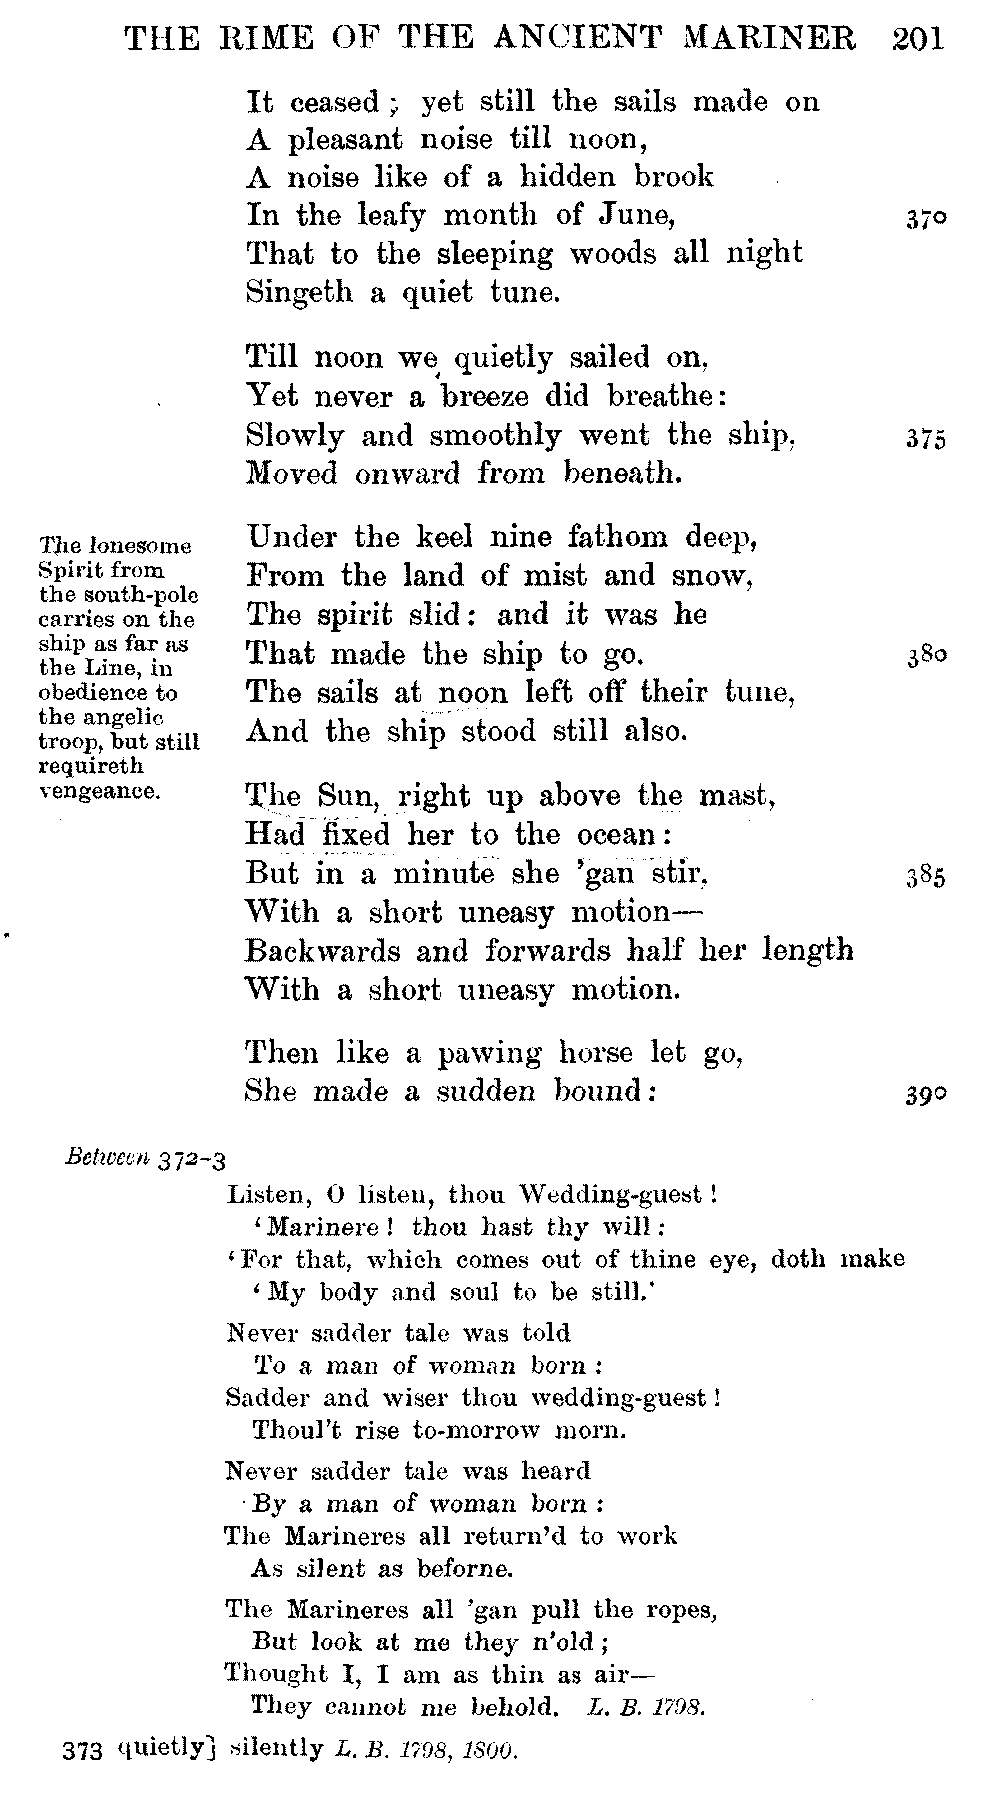 THE RIME OF THE ANCIENT MARINER 201
It ceased ; yet still the sails made on
A pleasant noise till noon,
A noise like of a hidden brook
In the leafy month of June, 370
That to the sleeping woods all night
Singeth a quiet tune.
Till noon we quietly sailed on,
Yet never a breeze did breathe:
Slowly and smoothly went the ship, 375
Moved onward from beneath.
The lonesome
Spirit from
the south-pole
carries on the
ship as far as
the Line, in
obedience to
the angelic
troop, but still
requireth
vengeance.
Under the keel nine fathom deep,
From the land of mist and snow,
The spirit slid: and it was he
That made the ship to go. 380
The sails at noon left off their tune,
And the ship stood still also.
The Sun, right up above the mast,
Had fixed her to the ocean:
But in a minute she 'gan stir, 385
With a short uneasy motion—
Backwards and forwards half her length
With a short uneasy motion.
Then like a pawing horse let go,
She made a sudden bound: 390
Between 372-3
Listen, O listen, thou Wedding-guest !
‘Marinere ! thou hast thy will :
‘For that, which comes out of thine eye, doth make
‘My body and soul to be still.’
Never sadder tale was told
To a man of woman born :
Sadder and wiser thou wedding-guest !
Thoul't rise to-morrow morn.
Never sadder tale was heard
By a man of woman born :
The Marineres all return'd to work
As silent as beforne.
The Marineres all 'gan pull the ropes,
But look at me they n'old ;
Thought I, I am as thin as air—
They cannot me behold. L. B. 1798.
373 quietly] silently L. B. 1798, 1800.